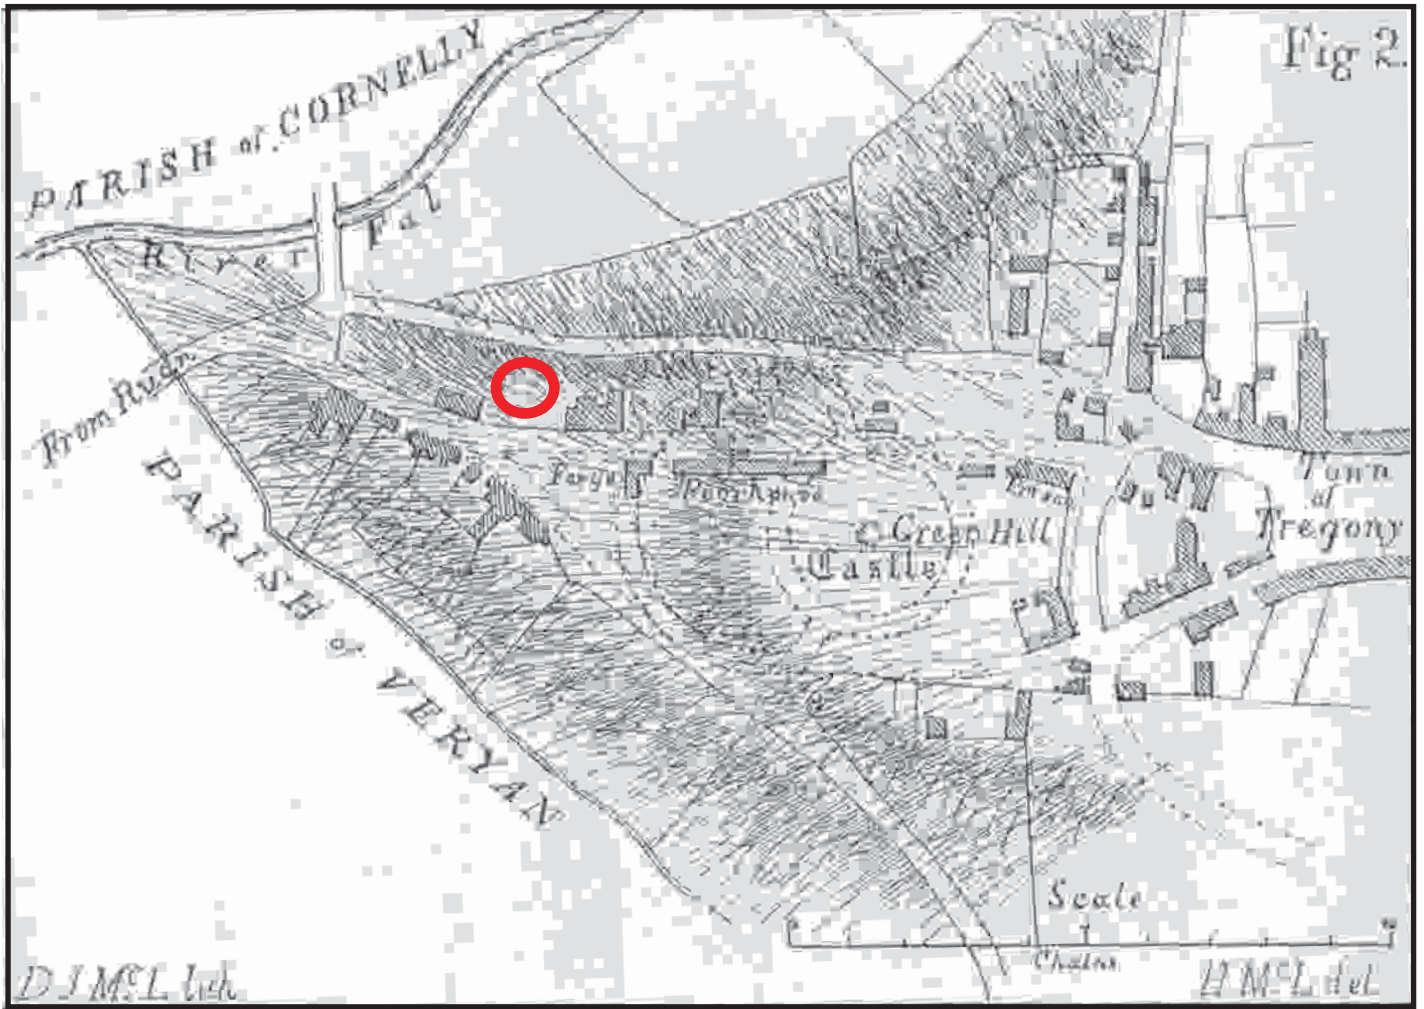 Fig 2.
PARISH of CORNELLY
River Fal
From Ruan
PARISH of VERYAN
Forge
Green Hill
Castle
Town
of
Tregony
Scale
Chains
D I McL lith.
H McL del.